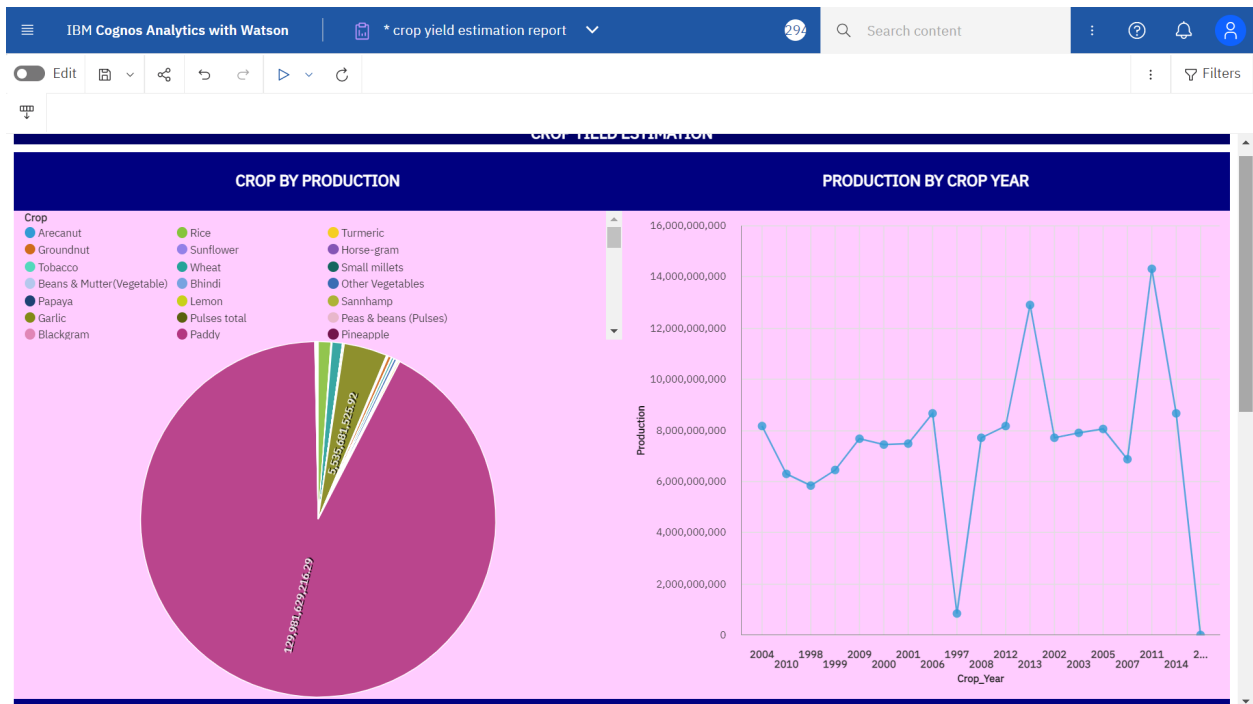 IBM Cognos Analytics with Watson
* crop yield estimation report
294
Search content
Edit
Filters
CROP YIELD ESTIMATION
CROP BY PRODUCTION
Crop
Arecanut Rice Turmeric
Groundnut Sunflower Horse-gram
Tobacco Wheat Small millets
Beans & Mutter(Vegetable) Bhindi Other Vegetables
Papaya Lemon Sannhamp
Garlic Pulses total Peas & beans (Pulses)
Blackgram Paddy Pineapple
5,535,681,525.92
129,981,629,216.29
PRODUCTION BY CROP YEAR
16,000,000,000
14,000,000,000
12,000,000,000
10,000,000,000
8,000,000,000
6,000,000,000
4,000,000,000
2,000,000,000
0
Production
2004 1998 2009 2001 1997 2012 2002 2005 2011 2...
2010 1999 2000 2006 2008 2013 2003 2007 2014
Crop_Year